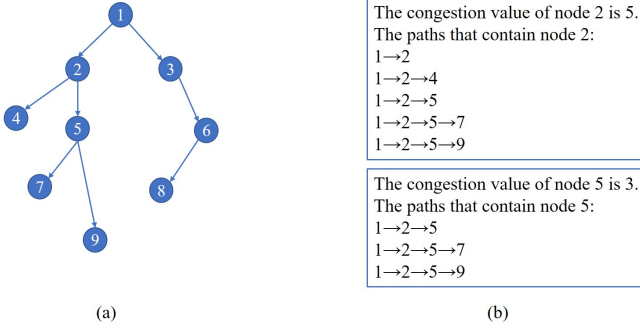 1
2
3
4
5
6
7
8
9
(a)
The congestion value of node 2 is 5.
The paths that contain node 2:
1→2
1→2→4
1→2→5
1→2→5→7
1→2→5→9
The congestion value of node 5 is 3.
The paths that contain node 5:
1→2→5
1→2→5→7
1→2→5→9
(b)